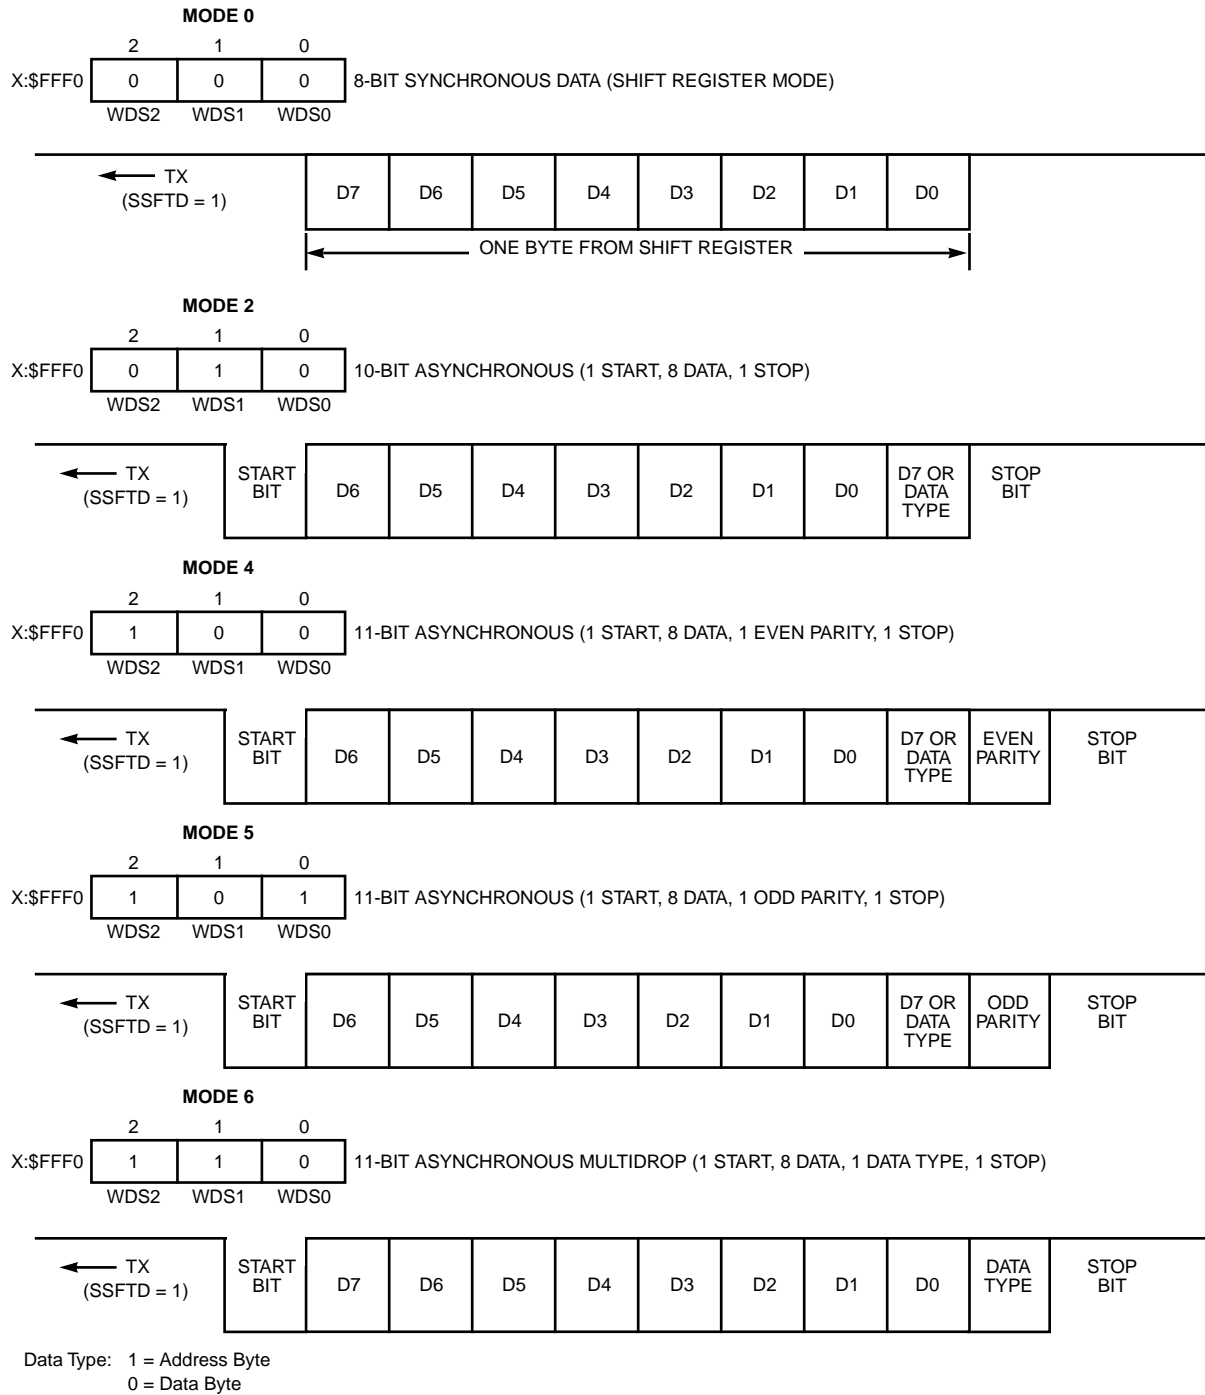 MODE 0
2 1 0
X:$FFF0 0 0 0 8-BIT SYNCHRONOUS DATA (SHIFT REGISTER MODE)
WDS2 WDS1 WDS0
TX
(SSFTD = 1)
D7 D6 D5 D4 D3 D2 D1 D0
ONE BYTE FROM SHIFT REGISTER
MODE 2
2 1 0
X:$FFF0 0 1 0 10-BIT ASYNCHRONOUS (1 START, 8 DATA, 1 STOP)
WDS2 WDS1 WDS0
TX
(SSFTD = 1)
START
BIT
D6 D5 D4 D3 D2 D1 D0
D7 OR
DATA
TYPE
STOP
BIT
MODE 4
2 1 0
X:$FFF0 1 0 0 11-BIT ASYNCHRONOUS (1 START, 8 DATA, 1 EVEN PARITY, 1 STOP)
WDS2 WDS1 WDS0
TX
(SSFTD = 1)
START
BIT
D6 D5 D4 D3 D2 D1 D0
D7 OR
DATA
TYPE
EVEN
PARITY
STOP
BIT
MODE 5
2 1 0
X:$FFF0 1 0 1 11-BIT ASYNCHRONOUS (1 START, 8 DATA, 1 ODD PARITY, 1 STOP)
WDS2 WDS1 WDS0
TX
(SSFTD = 1)
START
BIT
D6 D5 D4 D3 D2 D1 D0
D7 OR
DATA
TYPE
ODD
PARITY
STOP
BIT
MODE 6
2 1 0
X:$FFF0 1 1 0 11-BIT ASYNCHRONOUS MULTIDROP (1 START, 8 DATA, 1 DATA TYPE, 1 STOP)
WDS2 WDS1 WDS0
TX
(SSFTD = 1)
START
BIT
D7 D6 D5 D4 D3 D2 D1 D0
DATA
TYPE
STOP
BIT
Data Type: 1 = Address Byte
0 = Data Byte